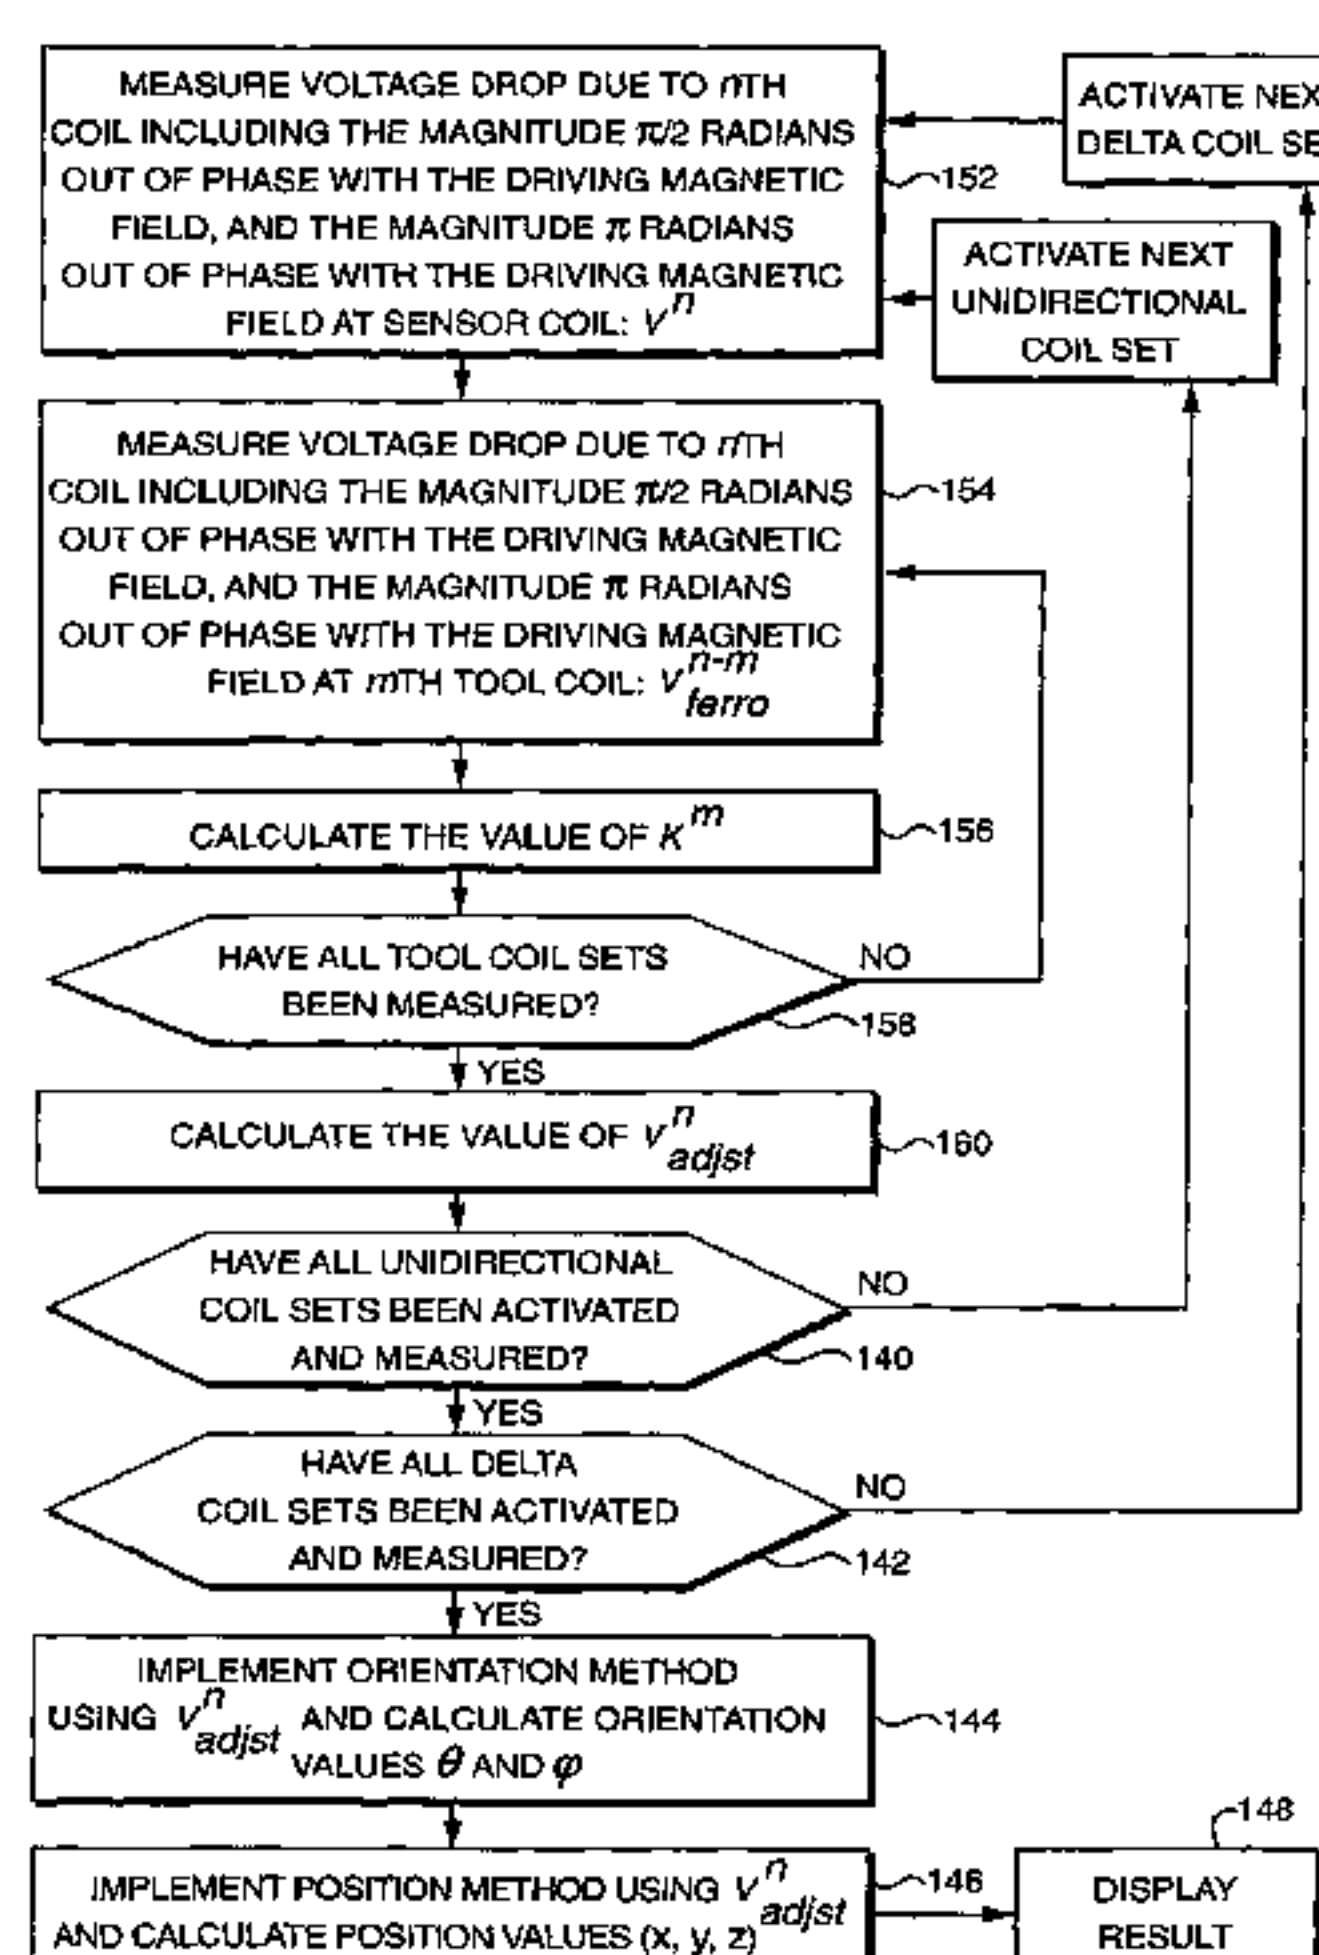 MEASURE VOLTAGE DROP DUE TO nTH
COIL INCLUDING THE MAGNITUDE π/2 RADIANS
OUT OF PHASE WITH THE DRIVING MAGNETIC
FIELD, AND THE MAGNITUDE π RADIANS
OUT OF PHASE WITH THE DRIVING MAGNETIC
FIELD AT SENSOR COIL: V^n
152
ACTIVATE NEX
DELTA COIL SE
ACTIVATE NEXT
UNIDIRECTIONAL
COIL SET
MEASURE VOLTAGE DROP DUE TO nTH
COIL INCLUDING THE MAGNITUDE π/2 RADIANS
OUT OF PHASE WITH THE DRIVING MAGNETIC
FIELD, AND THE MAGNITUDE π RADIANS
OUT OF PHASE WITH THE DRIVING MAGNETIC
FIELD AT mTH TOOL COIL: V^n-m_ferro
154
CALCULATE THE VALUE OF K^m
156
HAVE ALL TOOL COIL SETS
BEEN MEASURED?
NO
158
YES
CALCULATE THE VALUE OF V^n_adjst
160
HAVE ALL UNIDIRECTIONAL
COIL SETS BEEN ACTIVATED
AND MEASURED?
NO
140
YES
HAVE ALL DELTA
COIL SETS BEEN ACTIVATED
AND MEASURED?
NO
142
YES
IMPLEMENT ORIENTATION METHOD
USING V^n_adjst AND CALCULATE ORIENTATION
VALUES θ AND φ
144
IMPLEMENT POSITION METHOD USING V^n_adjst
AND CALCULATE POSITION VALUES (x, y, z)
146
148
DISPLAY
RESULT